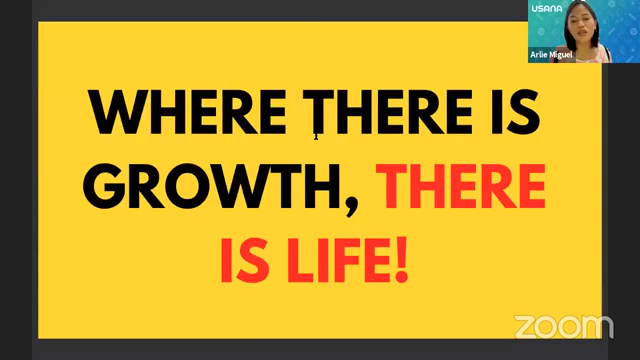 USANA
Arlie Miguel
WHERE THERE IS
GROWTH, THERE
IS LIFE!
zoom